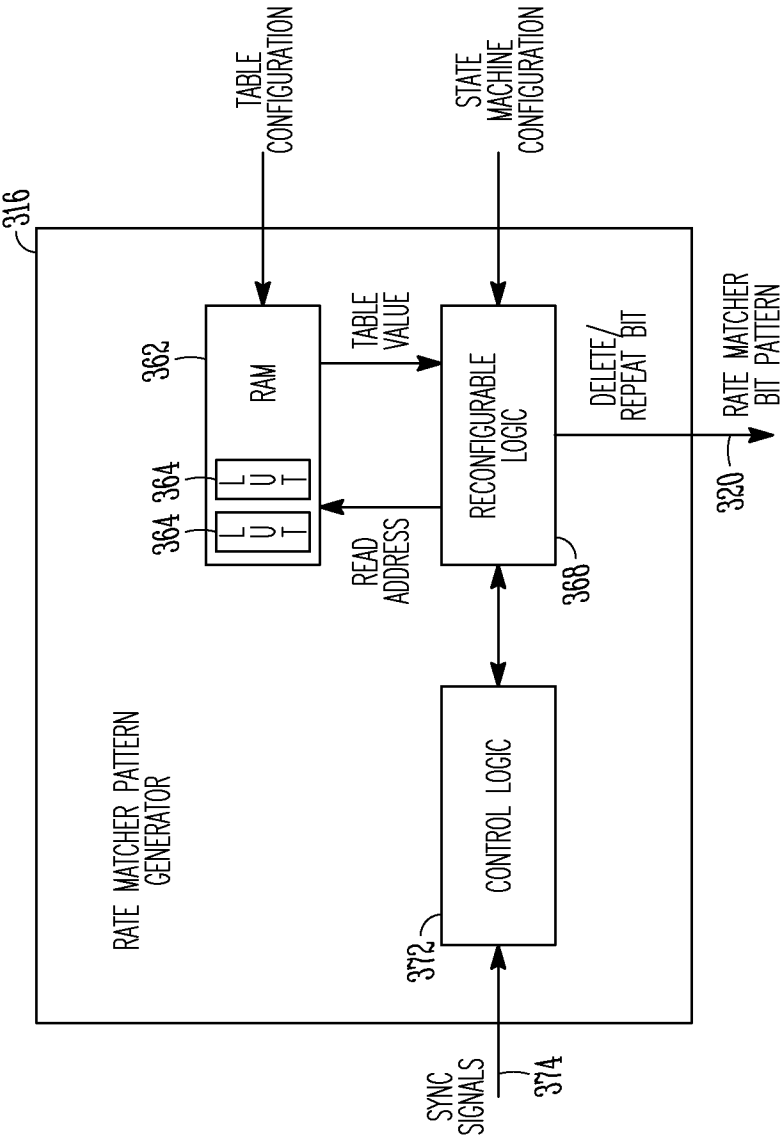 316
RATE MATCHER PATTERN
GENERATOR
364
364
362
L
U
T
L
U
T
RAM
TABLE
CONFIGURATION
READ
ADDRESS
TABLE
VALUE
372
SYNC
SIGNALS
374
CONTROL LOGIC
RECONFIGURABLE
LOGIC
STATE
MACHINE
CONFIGURATION
368
DELETE/
REPEAT BIT
320
RATE MATCHER
BIT PATTERN